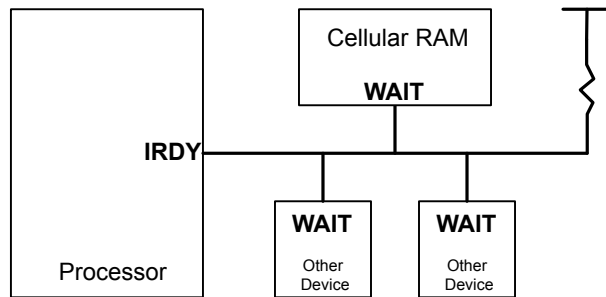 Cellular RAM
WAIT
IRDY
WAIT
Other
Device
WAIT
Other
Device
Processor